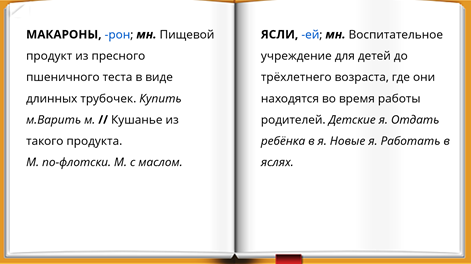 МАКАРОНЫ, -рон; мн. Пищевой
продукт из пресного
пшеничного теста в виде
длинных трубочек. Купить
м.Варить м. // Кушанье из
такого продукта.
М. по-флотски. М. с маслом.
ЯСЛИ, -ей; мн. Воспитательное
учреждение для детей до
трёхлетнего возраста, где они
находятся во время работы
родителей. Детские я. Отдать
ребёнка в я. Новые я. Работать в
яслях.